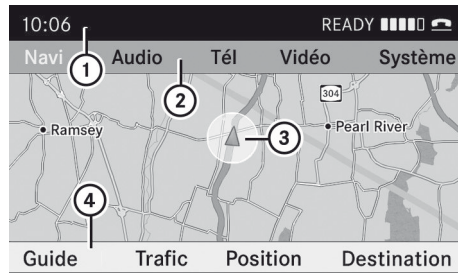 10:06 READY
Navi Audio Tél Vidéo Système
1
2
304
Ramsey
3
Pearl River
4
Guide Trafic Position Destination